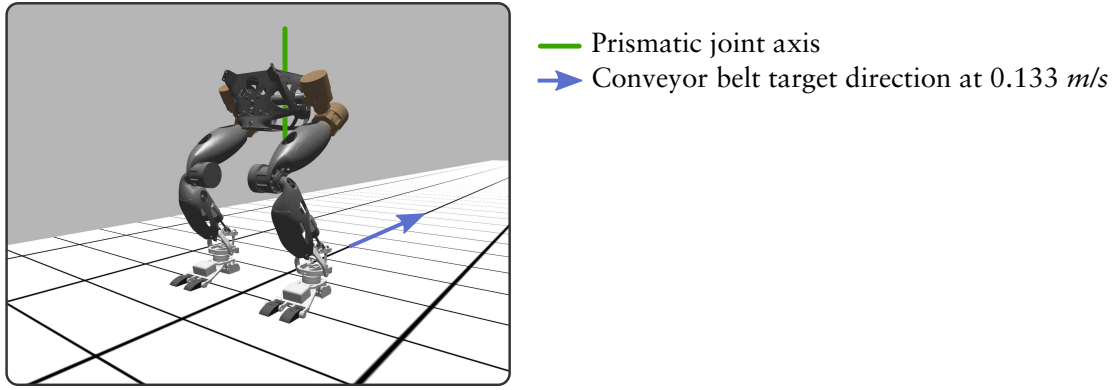 Prismatic joint axis
Conveyor belt target direction at 0.133 m/s